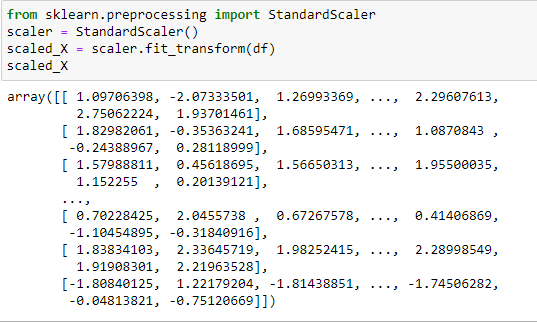 from sklearn.preprocessing import StandardScaler
scaler = StandardScaler()
scaled_X = scaler.fit_transform(df)
scaled_X
array([[ 1.09706398, -2.07333501,  1.26993369, ...,  2.29607613,
         2.75062224,  1.93701461],
       [ 1.82982061, -0.35363241,  1.68595471, ...,  1.0870843 ,
        -0.24388967,  0.28118999],
       [ 1.57988811,  0.45618695,  1.56650313, ...,  1.95500035,
         1.152255  ,  0.20139121],
       ...,
       [ 0.70228425,  2.0455738 ,  0.67267578, ...,  0.41406869,
        -1.10454895, -0.31840916],
       [ 1.83834103,  2.33645719,  1.98252415, ...,  2.28998549,
         1.91908301,  2.21963528],
       [-1.80840125,  1.22179204, -1.81438851, ..., -1.74506282,
        -0.04813821, -0.75120669]])